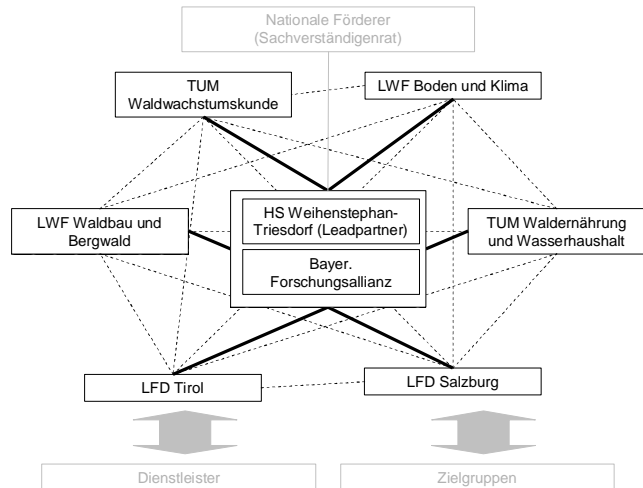 Nationale Förderer
(Sachverständigenrat)
TUM
Waldwachstumskunde
LWF Boden und Klima
LWF Waldbau und
Bergwald
HS Weihenstephan-
Triesdorf (Leadpartner)
Bayer.
Forschungsallianz
TUM Waldernährung
und Wasserhaushalt
LFD Tirol
LFD Salzburg
Dienstleister
Zielgruppen